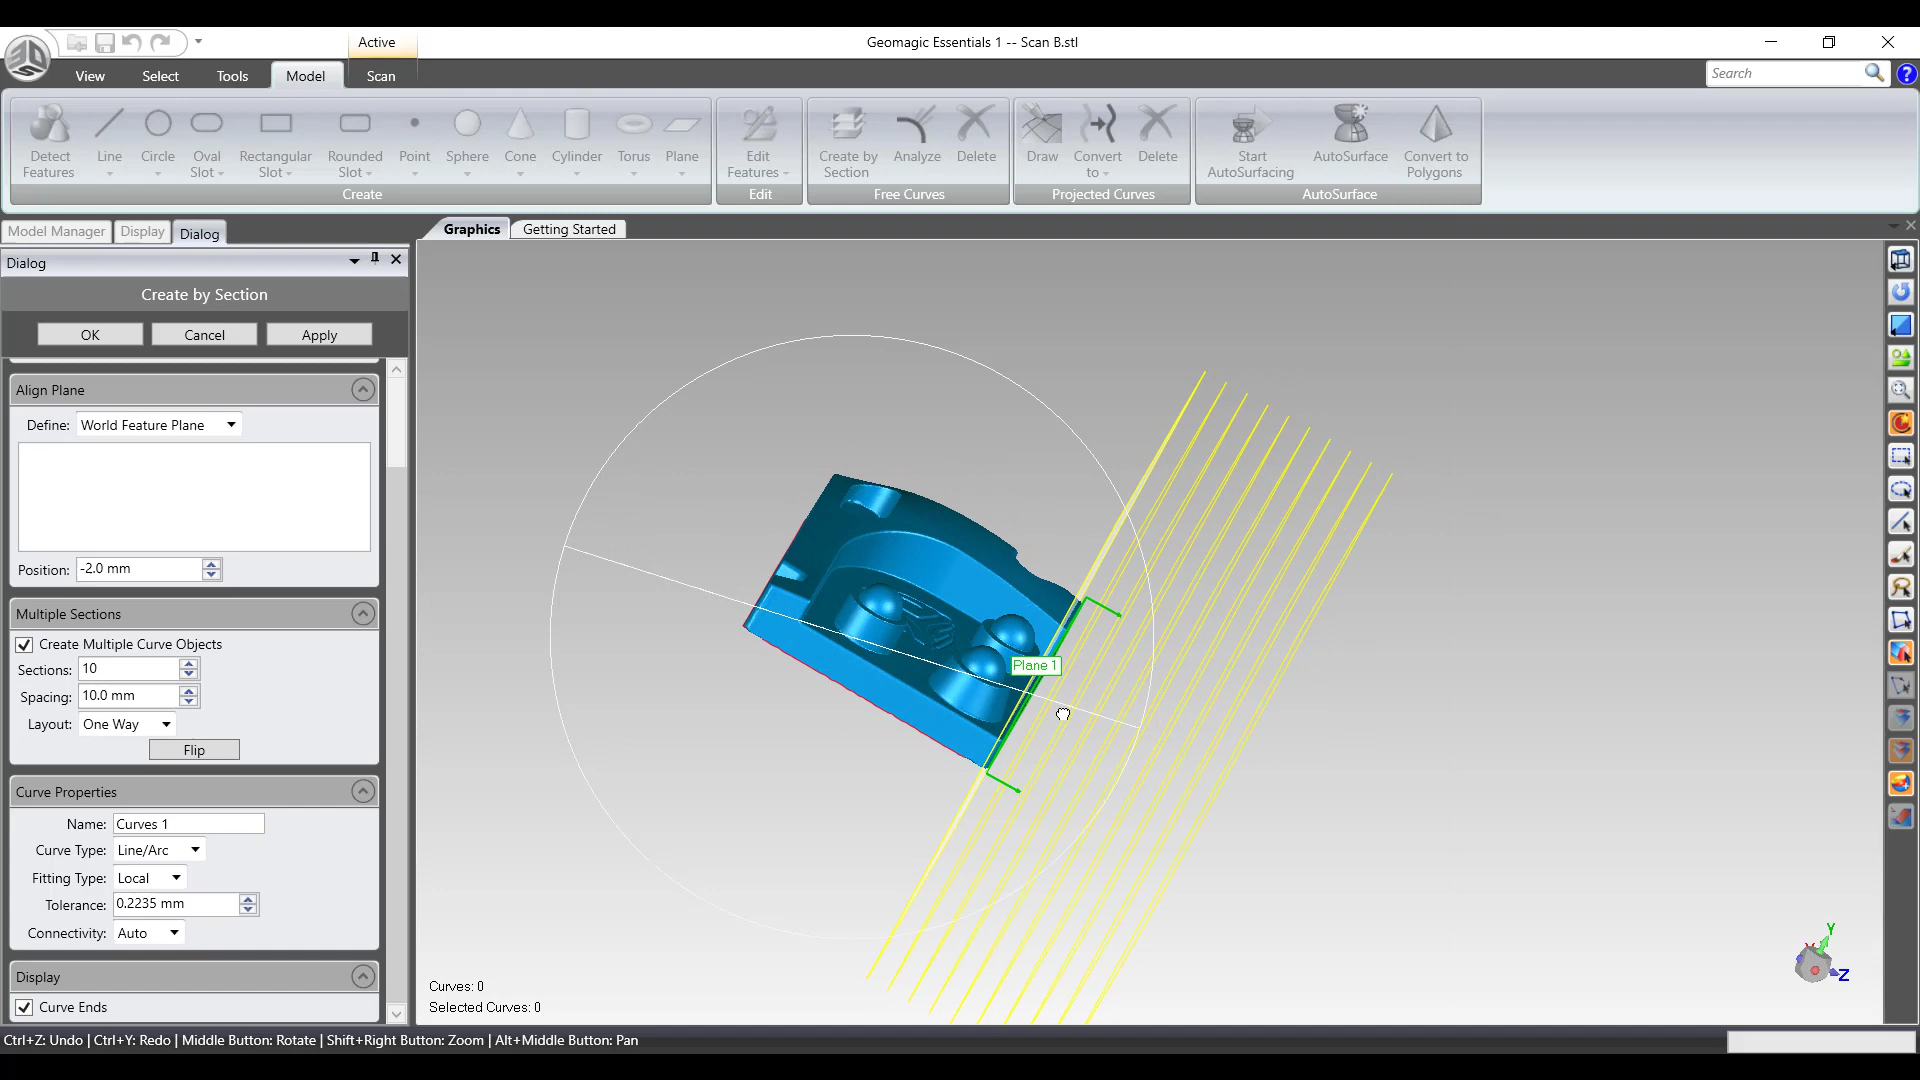 Active
Geomagic Essentials 1 -- Scan B.stl
View
Select
Tools
Model
Scan
Search
Detect
Features
Line
Circle
Oval
Slot
Rectangular
Slot
Rounded
Slot
Point
Sphere
Cone
Cylinder
Torus
Plane
Create
Edit
Features
Edit
Create by
Section
Analyze
Delete
Free Curves
Draw
Convert
to
Delete
Projected Curves
Start
AutoSurfacing
AutoSurface
Convert to
Polygons
AutoSurface
Model Manager
Display
Dialog
Graphics
Getting Started
Dialog
Create by Section
OK
Cancel
Apply
Align Plane
Define: World Feature Plane
Position: -2.0 mm
Multiple Sections
Create Multiple Curve Objects
Sections: 10
Spacing: 10.0 mm
Layout: One Way
Flip
Curve Properties
Name: Curves 1
Curve Type: Line/Arc
Fitting Type: Local
Tolerance: 0.2235 mm
Connectivity: Auto
Display
Curve Ends
Plane 1
Y
Z
Curves: 0
Selected Curves: 0
Ctrl+Z: Undo | Ctrl+Y: Redo | Middle Button: Rotate | Shift+Right Button: Zoom | Alt+Middle Button: Pan